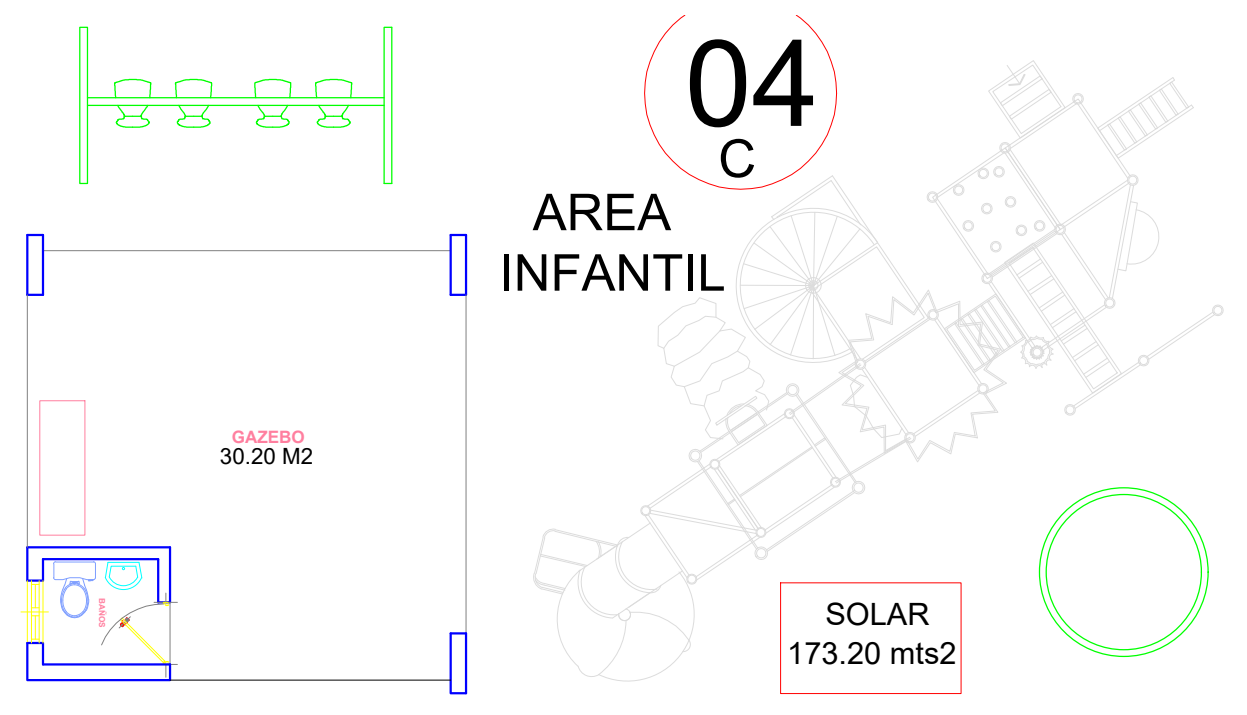 04
C
AREA
INFANTIL
GAZEBO
30.20 M2
BAÑOS
SOLAR
173.20 mts2